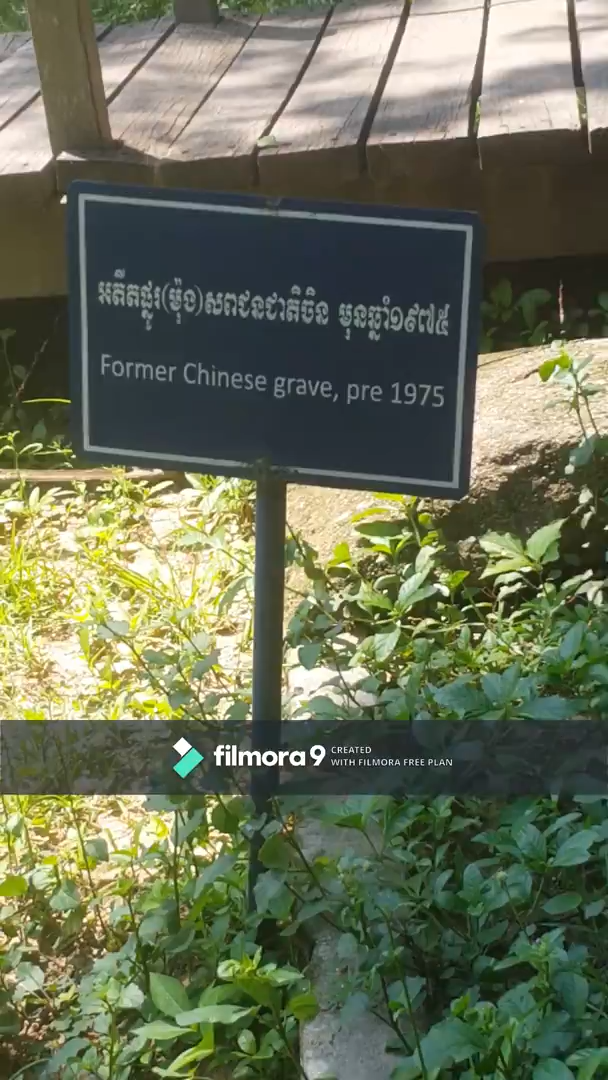 អតីតផ្នូរ(ម៉ុង)សពជនជាតិចិន មុនឆ្នាំ១៩៧៥
Former Chinese grave, pre 1975
filmora9 CREATED
WITH FILMORA FREE PLAN